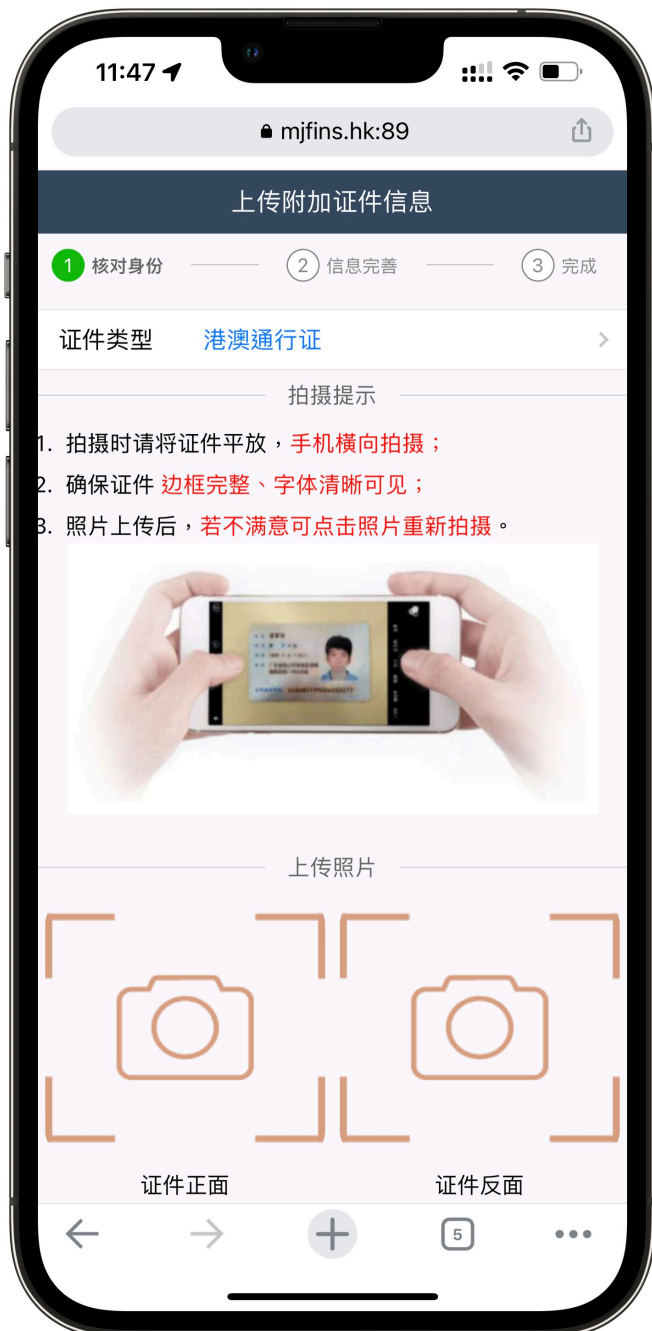 11:47
mjfins.hk:89
上传附加证件信息
1 核对身份 2 信息完善 3 完成
证件类型 港澳通行证
拍摄提示
1. 拍摄时请将证件平放，手机横向拍摄；
2. 确保证件 边框完整、字体清晰可见；
3. 照片上传后，若不满意可点击照片重新拍摄。
上传照片
证件正面 证件反面
5